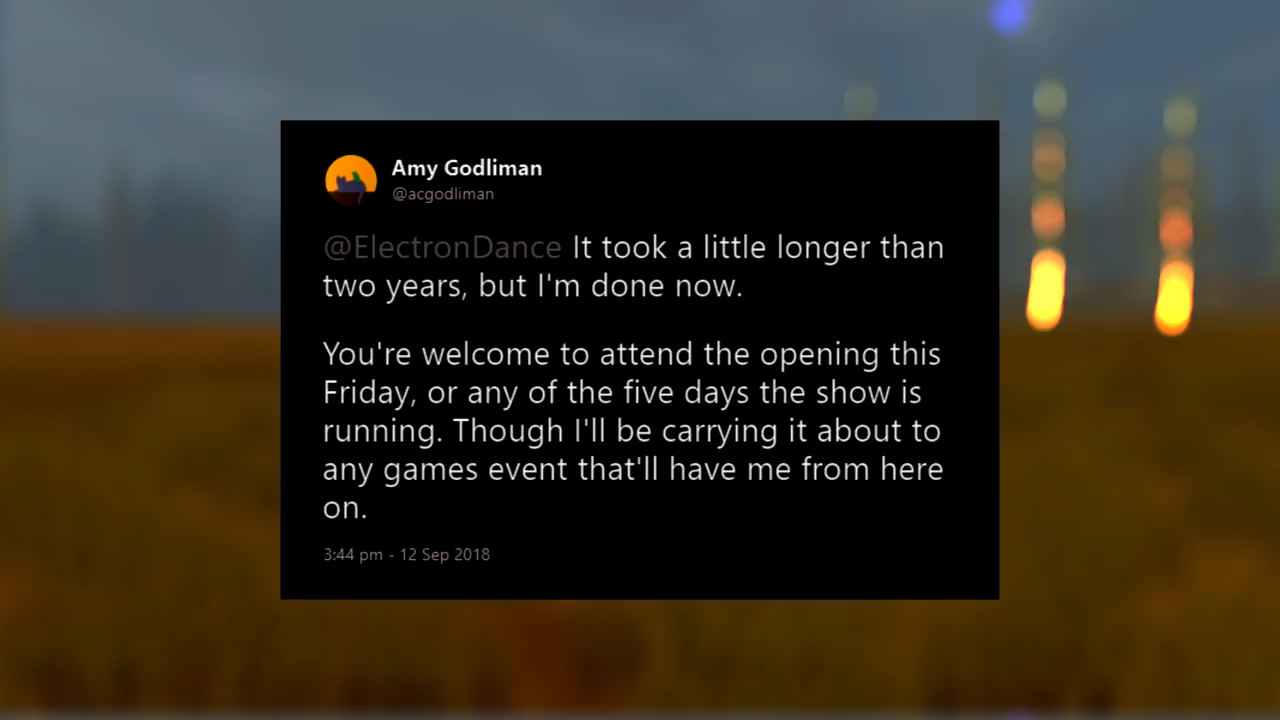 Amy Godliman
@acgodliman
@ElectronDance It took a little longer than
two years, but I'm done now.
You're welcome to attend the opening this
Friday, or any of the five days the show is
running. Though I'll be carrying it about to
any games event that'll have me from here
on.
3:44 pm - 12 Sep 2018